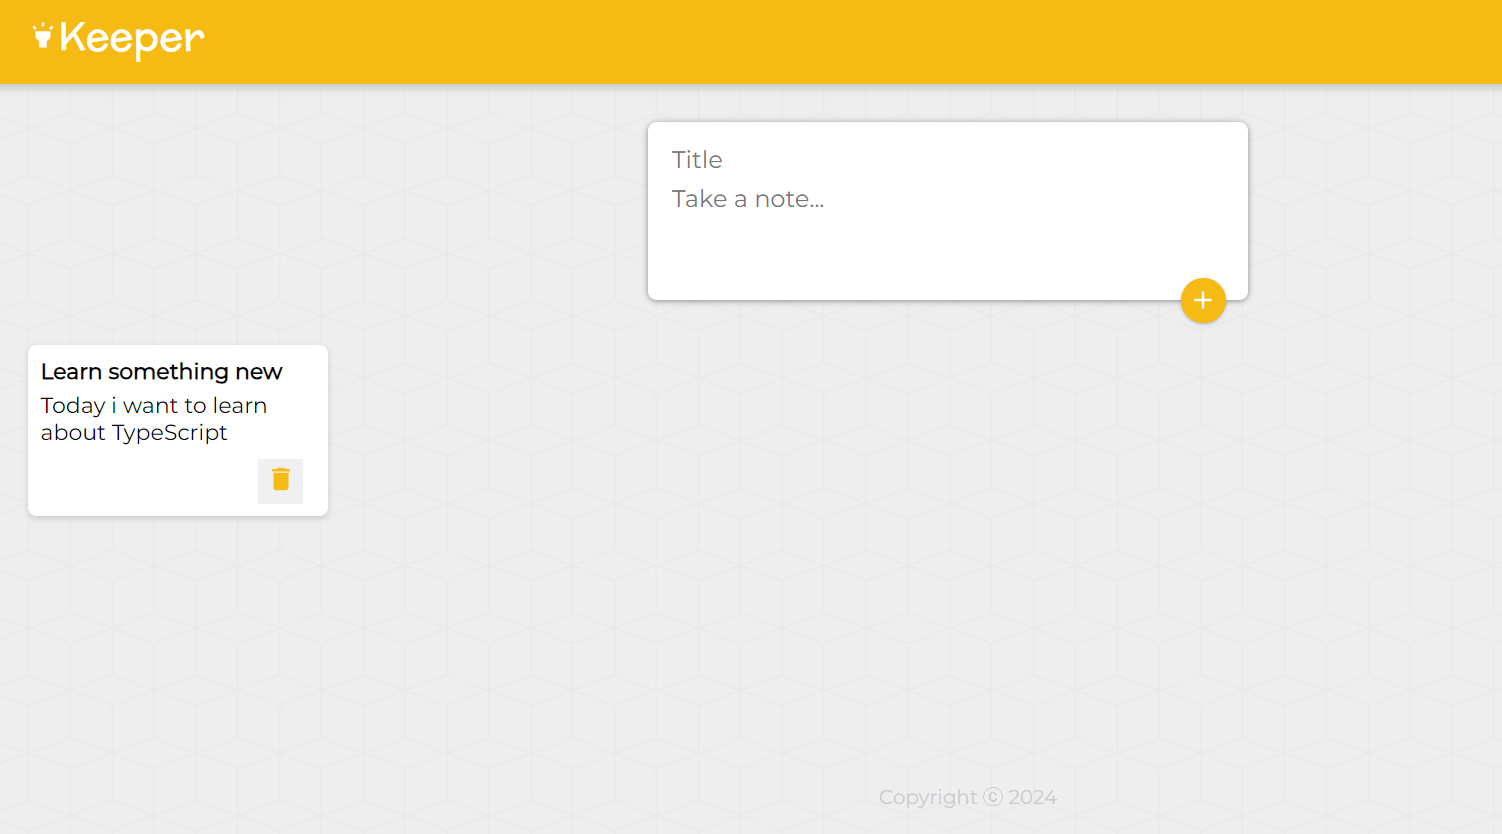 Keeper
Title
Take a note...
Learn something new
Today i want to learn
about TypeScript
Copyright ⓒ 2024